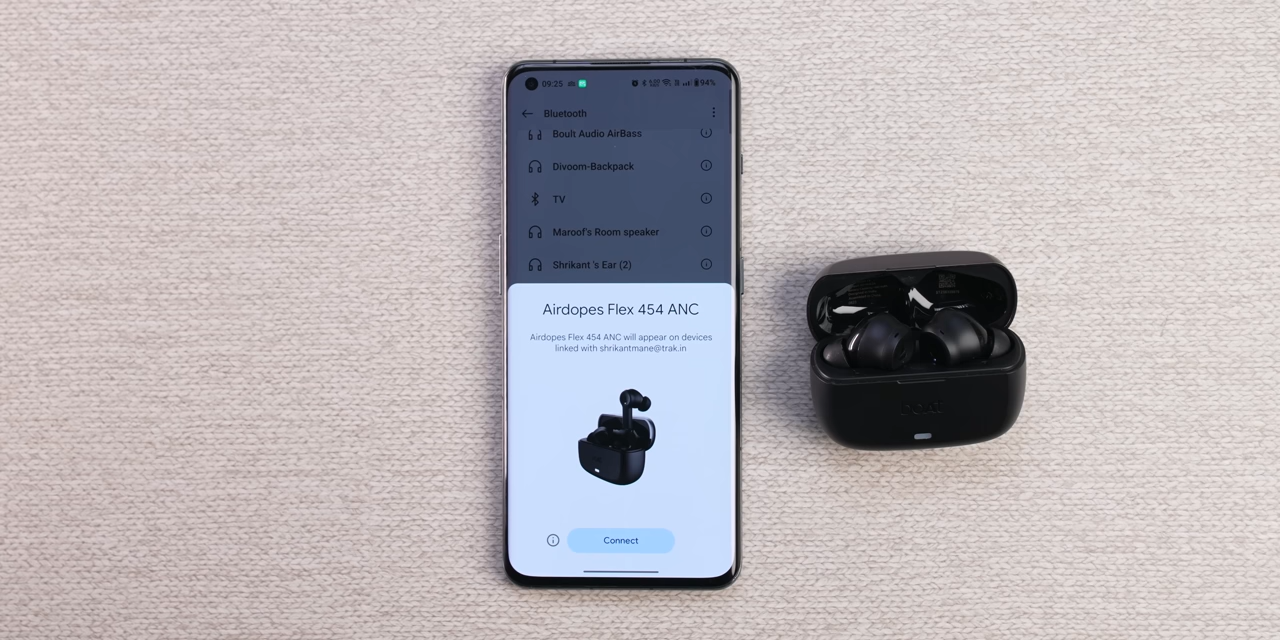 09:25
94%
Bluetooth
Boult Audio AirBass
Divoom-Backpack
TV
Maroof's Room speaker
Shrikant 's Ear (2)
Airdopes Flex 454 ANC
Airdopes Flex 454 ANC will appear on devices
linked with shrikantmane@trak.in
Connect
boAt